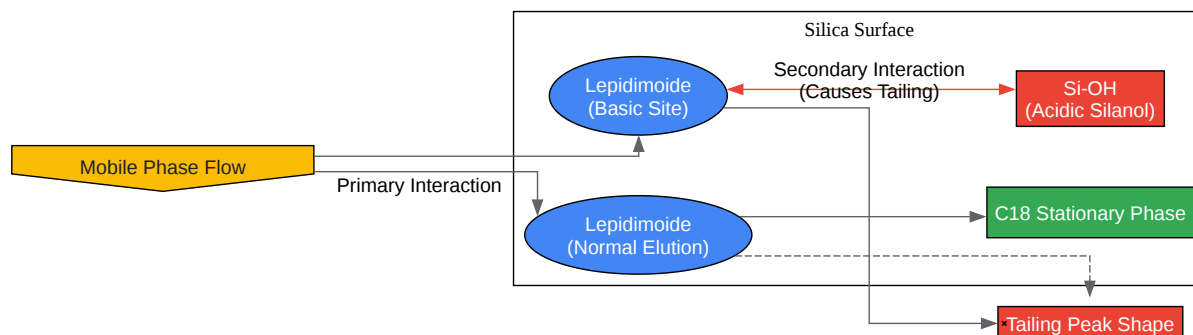 Silica Surface
Lepidimoide
(Basic Site)
Secondary Interaction
(Causes Tailing)
Si-OH
(Acidic Silanol)
Mobile Phase Flow
Primary Interaction
Lepidimoide
(Normal Elution)
C18 Stationary Phase
Tailing Peak Shape